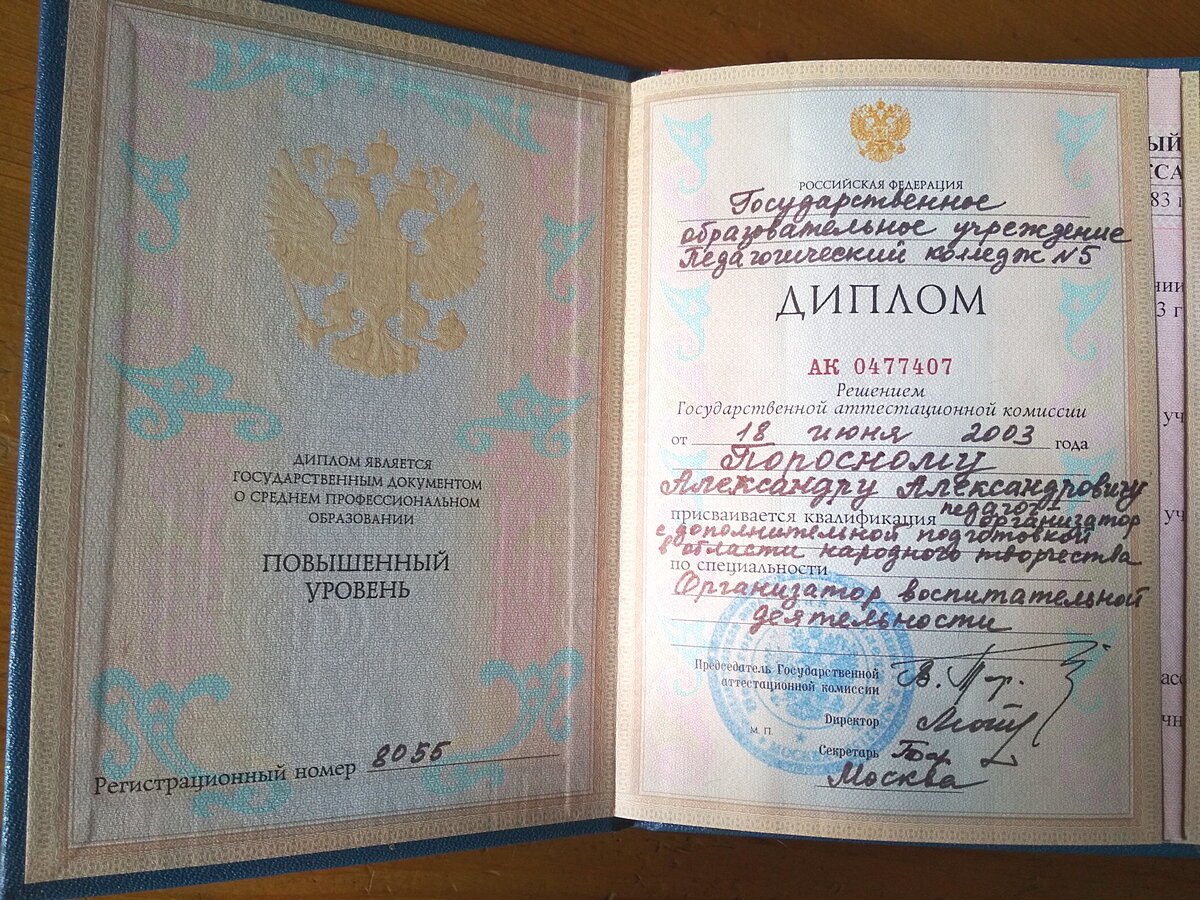 ДИПЛОМ ЯВЛЯЕТСЯ
ГОСУДАРСТВЕННЫМ ДОКУМЕНТОМ
О СРЕДНЕМ ПРОФЕССИОНАЛЬНОМ
ОБРАЗОВАНИИ
ПОВЫШЕННЫЙ
УРОВЕНЬ
Регистрационный номер 8055
РОССИЙСКАЯ ФЕДЕРАЦИЯ
Государственное
образовательное учреждение
Педагогический колледж №5
ДИПЛОМ
АК 0477407
Решением
Государственной аттестационной комиссии
от 18 июня 2003 года
Поросному
Александру Александровичу
присваивается квалификация педагог-организатор
с дополнительной подготовкой
в области народного творчества
по специальности
Организатор воспитательной
деятельности
Председатель Государственной
аттестационной комиссии
Директор
М. П.
Секретарь
Москва